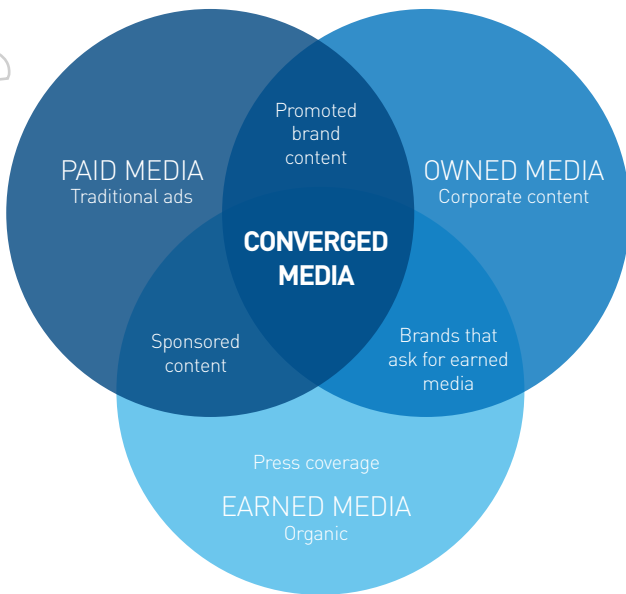 Promoted
brand
content
PAID MEDIA
Traditional ads
OWNED MEDIA
Corporate content
CONVERGED
MEDIA
Sponsored
content
Brands that
ask for earned
media
Press coverage
EARNED MEDIA
Organic